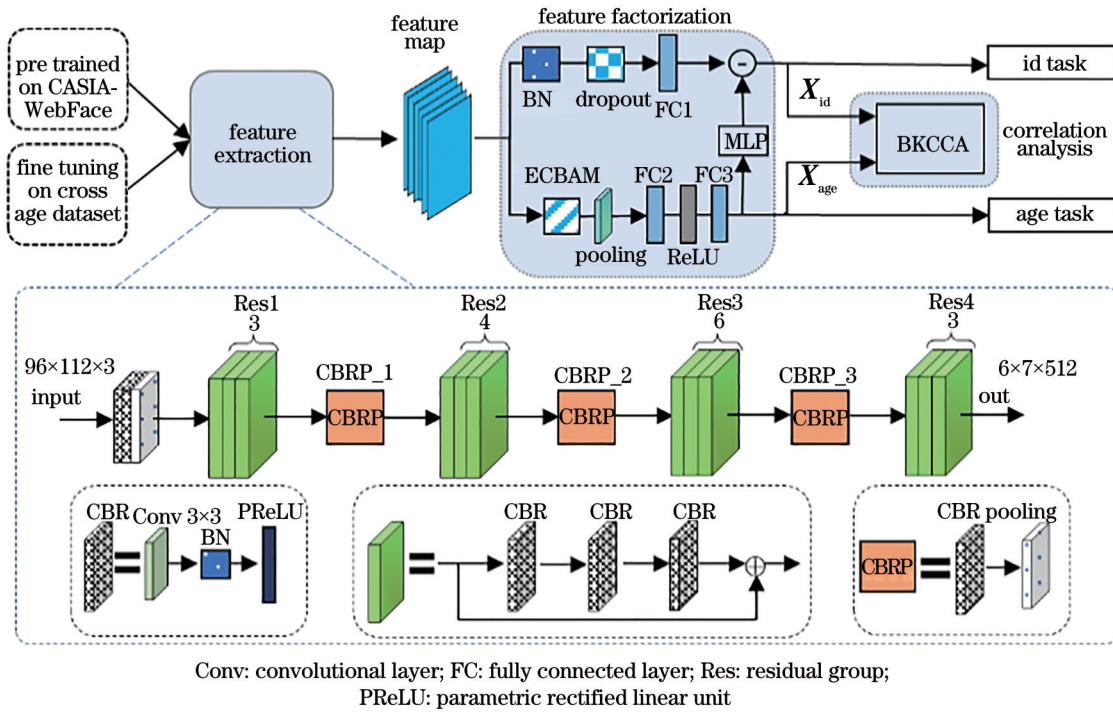 pre trained
on CASIA-
WebFace
fine tuning
on cross
age dataset
feature
extraction
feature
map
feature factorization
BN
dropout
FC1
-
MLP
ECBAM
pooling
FC2
ReLU
FC3
X_id
X_age
BKCCA
correlation
analysis
id task
age task
96×112×3
input
Res1
3
CBRP_1
CBRP
Res2
4
CBRP_2
CBRP
Res3
6
CBRP_3
CBRP
Res4
3
6×7×512
out
CBR
=
Conv 3×3
BN
PReLU
=
CBR
CBR
CBR
+
CBRP
=
CBR pooling
Conv: convolutional layer; FC: fully connected layer; Res: residual group;
PReLU: parametric rectified linear unit